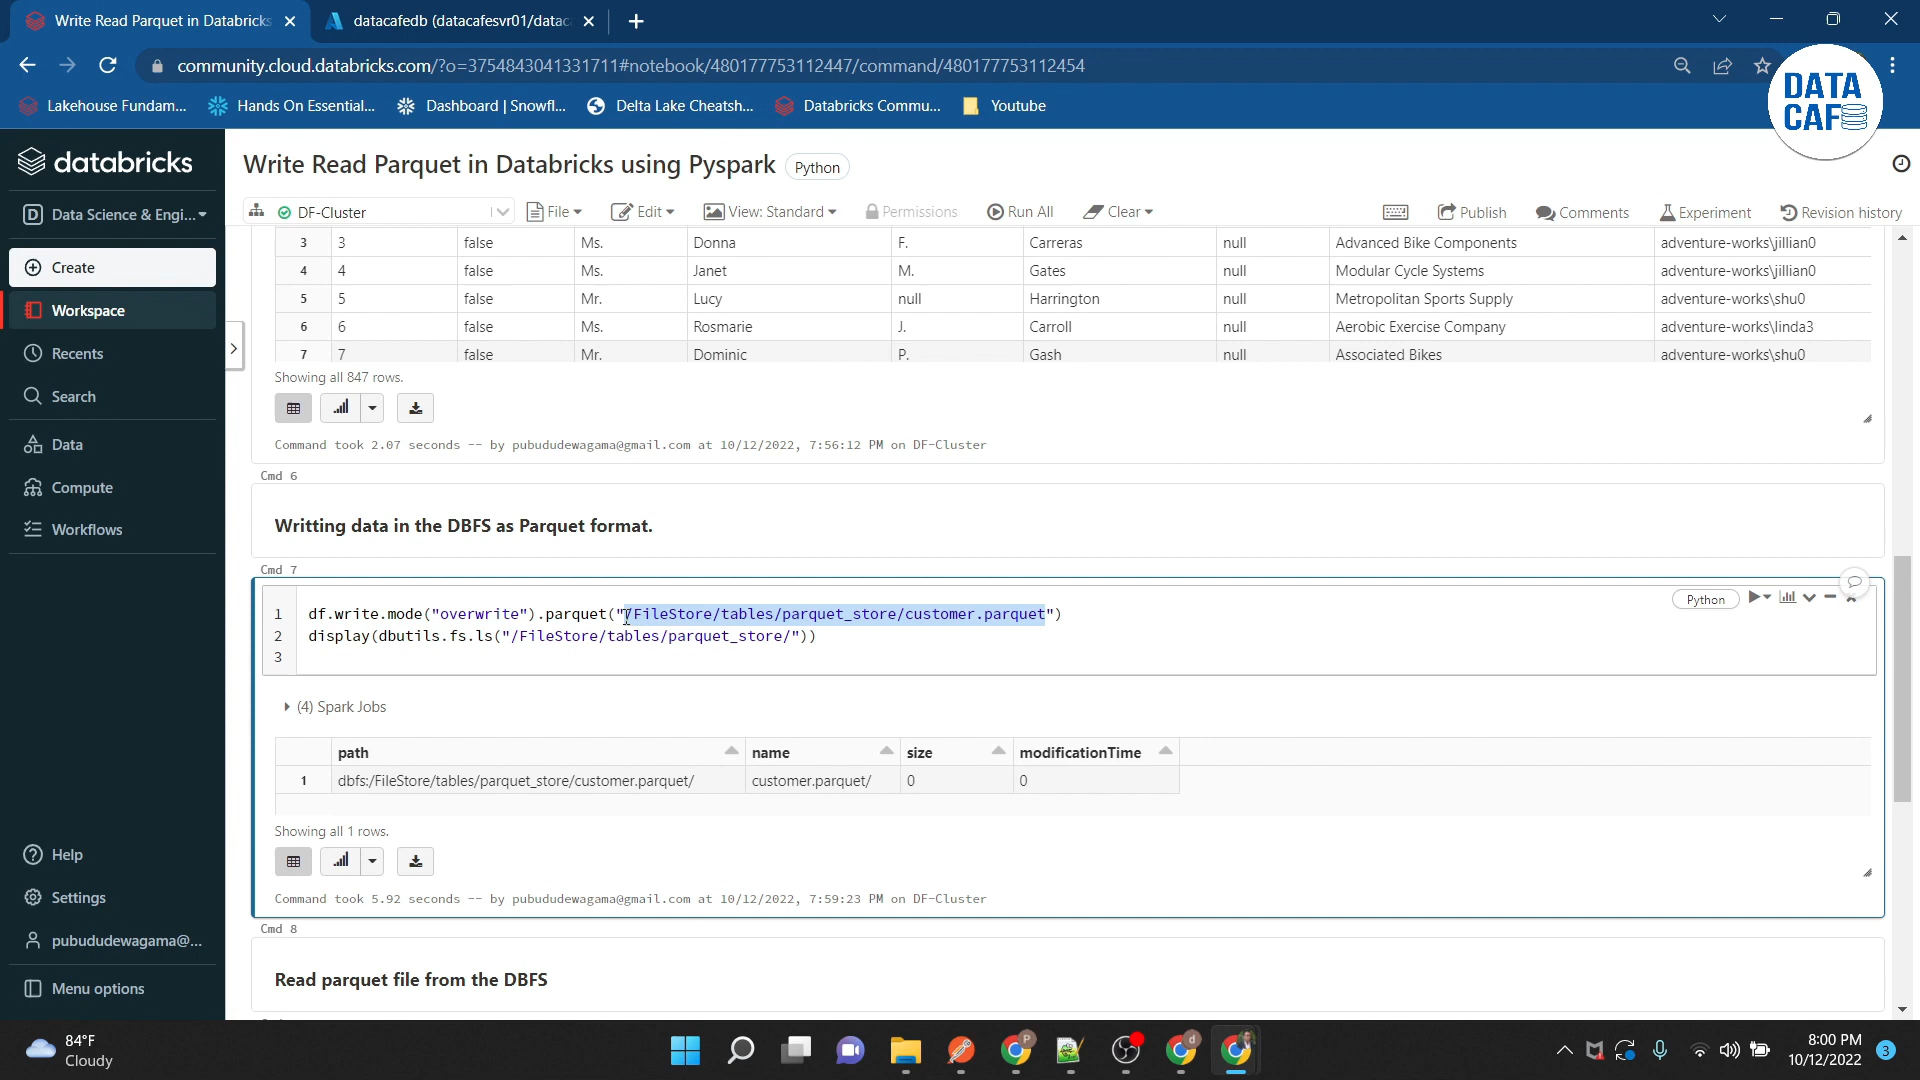 Write Read Parquet in Databricks
datacafedb (datacafesvr01/datac
community.cloud.databricks.com/?o=3754843041331711#notebook/480177753112447/command/480177753112454
Lakehouse Fundam...
Hands On Essential...
Dashboard | Snowfl...
Delta Lake Cheatsh...
Databricks Commu...
Youtube
DATA
CAF
databricks
Write Read Parquet in Databricks using Pyspark
Python
D
Data Science & Engi...
DF-Cluster
File
Edit
View: Standard
Permissions
Run All
Clear
Publish
Comments
Experiment
Revision history
Create
Workspace
Recents
Search
Data
Compute
Workflows
Help
Settings
pubududewagama@...
Menu options
3 3 false Ms. Donna F. Carreras null Advanced Bike Components adventure-works\jillian0
4 4 false Ms. Janet M. Gates null Modular Cycle Systems adventure-works\jillian0
5 5 false Mr. Lucy null Harrington null Metropolitan Sports Supply adventure-works\shu0
6 6 false Ms. Rosmarie J. Carroll null Aerobic Exercise Company adventure-works\linda3
7 7 false Mr. Dominic P. Gash null Associated Bikes adventure-works\shu0
Showing all 847 rows.
Command took 2.07 seconds -- by pubududewagama@gmail.com at 10/12/2022, 7:56:12 PM on DF-Cluster
Cmd 6
Writting data in the DBFS as Parquet format.
Cmd 7
Python
1 df.write.mode("overwrite").parquet("/FileStore/tables/parquet_store/customer.parquet")
2 display(dbutils.fs.ls("/FileStore/tables/parquet_store/"))
3
(4) Spark Jobs
path name size modificationTime
1 dbfs:/FileStore/tables/parquet_store/customer.parquet/ customer.parquet/ 0 0
Showing all 1 rows.
Command took 5.92 seconds -- by pubududewagama@gmail.com at 10/12/2022, 7:59:23 PM on DF-Cluster
Cmd 8
Read parquet file from the DBFS
84°F
Cloudy
P
d
8:00 PM
10/12/2022
3